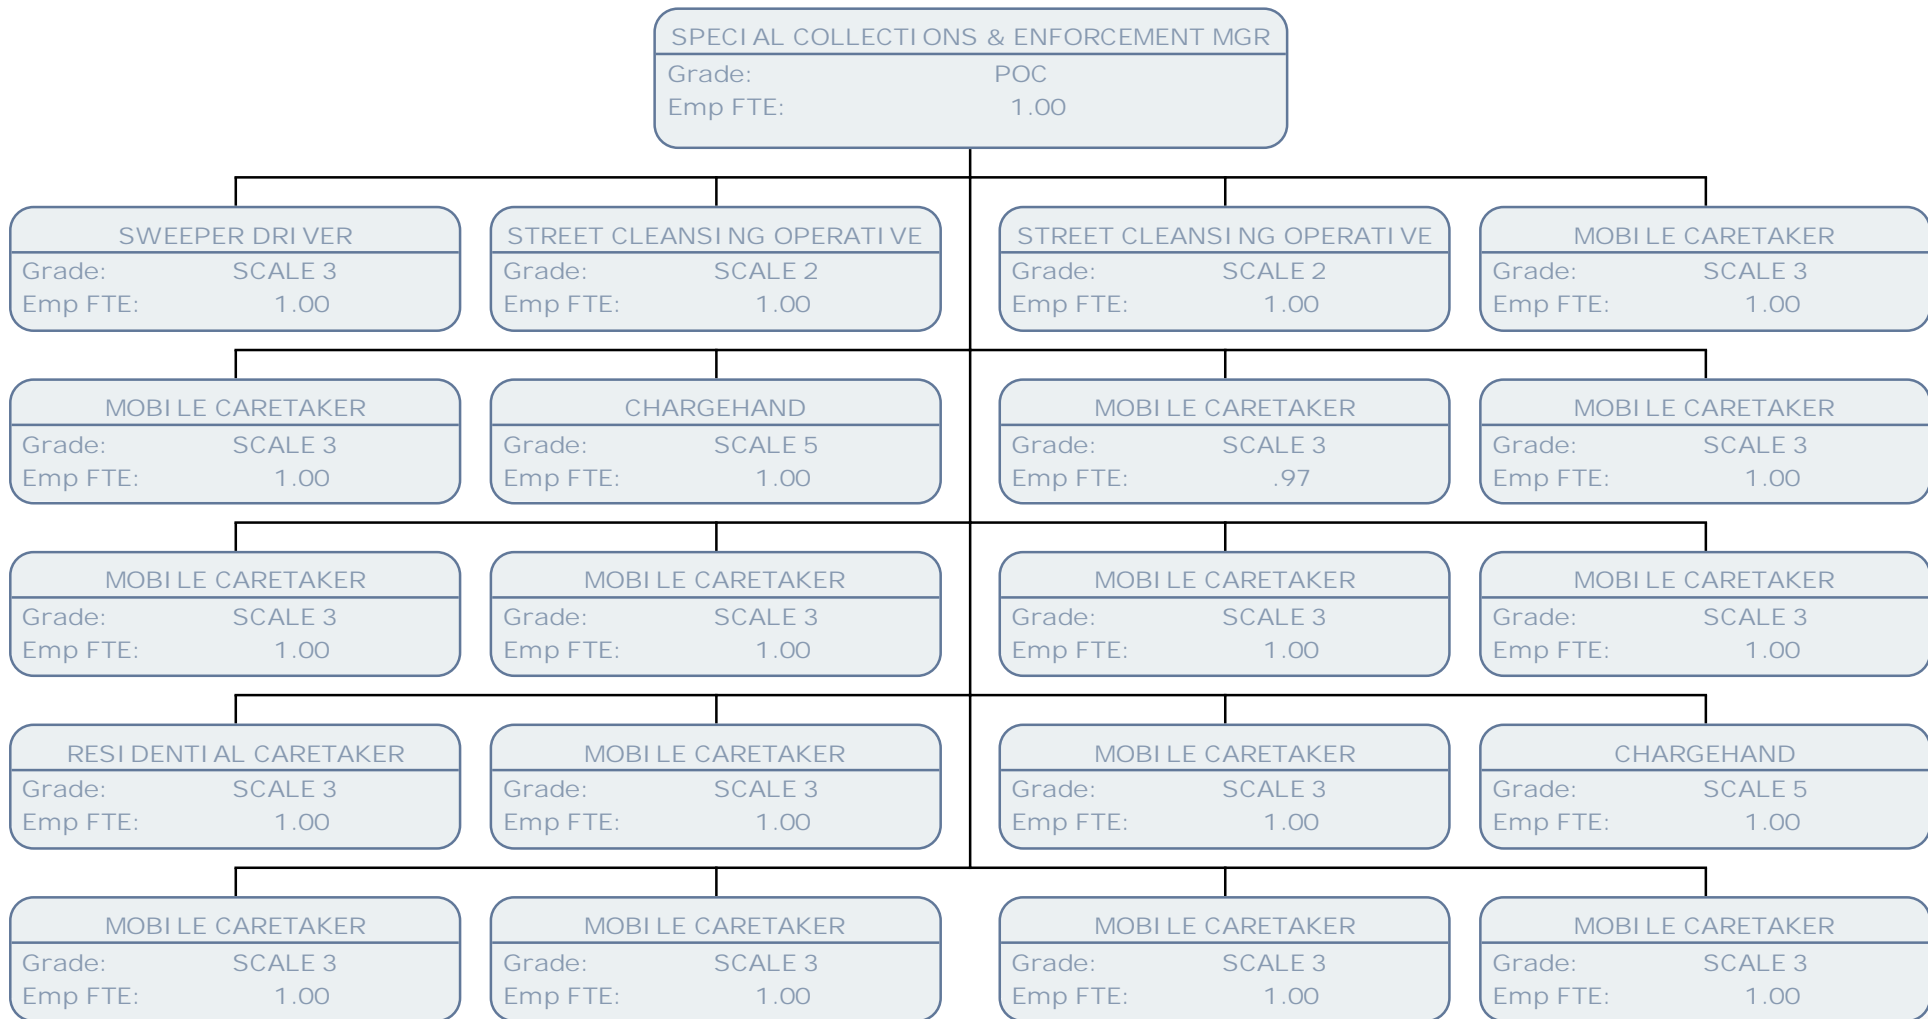 SPECIAL COLLECTIONS & ENFORCEMENT MGR
Grade: POC
Emp FTE: 1.00
SWEEPER DRIVER
Grade: SCALE 3
Emp FTE: 1.00
STREET CLEANSING OPERATIVE
Grade: SCALE 2
Emp FTE: 1.00
STREET CLEANSING OPERATIVE
Grade: SCALE 2
Emp FTE: 1.00
MOBILE CARETAKER
Grade: SCALE 3
Emp FTE: 1.00
MOBILE CARETAKER
Grade: SCALE 3
Emp FTE: 1.00
CHARGEHAND
Grade: SCALE 5
Emp FTE: 1.00
MOBILE CARETAKER
Grade: SCALE 3
Emp FTE: .97
MOBILE CARETAKER
Grade: SCALE 3
Emp FTE: 1.00
MOBILE CARETAKER
Grade: SCALE 3
Emp FTE: 1.00
MOBILE CARETAKER
Grade: SCALE 3
Emp FTE: 1.00
MOBILE CARETAKER
Grade: SCALE 3
Emp FTE: 1.00
MOBILE CARETAKER
Grade: SCALE 3
Emp FTE: 1.00
RESIDENTIAL CARETAKER
Grade: SCALE 3
Emp FTE: 1.00
MOBILE CARETAKER
Grade: SCALE 3
Emp FTE: 1.00
MOBILE CARETAKER
Grade: SCALE 3
Emp FTE: 1.00
CHARGEHAND
Grade: SCALE 5
Emp FTE: 1.00
MOBILE CARETAKER
Grade: SCALE 3
Emp FTE: 1.00
MOBILE CARETAKER
Grade: SCALE 3
Emp FTE: 1.00
MOBILE CARETAKER
Grade: SCALE 3
Emp FTE: 1.00
MOBILE CARETAKER
Grade: SCALE 3
Emp FTE: 1.00